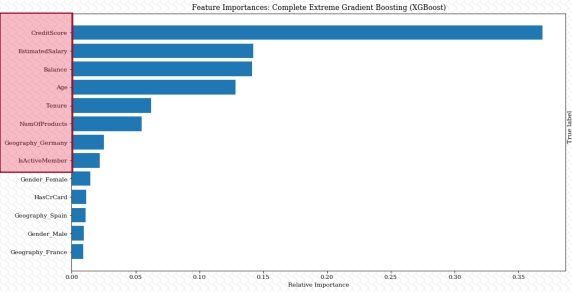 Feature Importances: Complete Extreme Gradient Boosting (XGBoost)
CreditScore
EstimatedSalary
Balance
Age
Tenure
NumOfProducts
Geography_Germany
IsActiveMember
Gender_Female
HasCrCard
Geography_Spain
Gender_Male
Geography_France
0.00 0.05 0.10 0.15 0.20 0.25 0.30 0.35
Relative Importance
True label